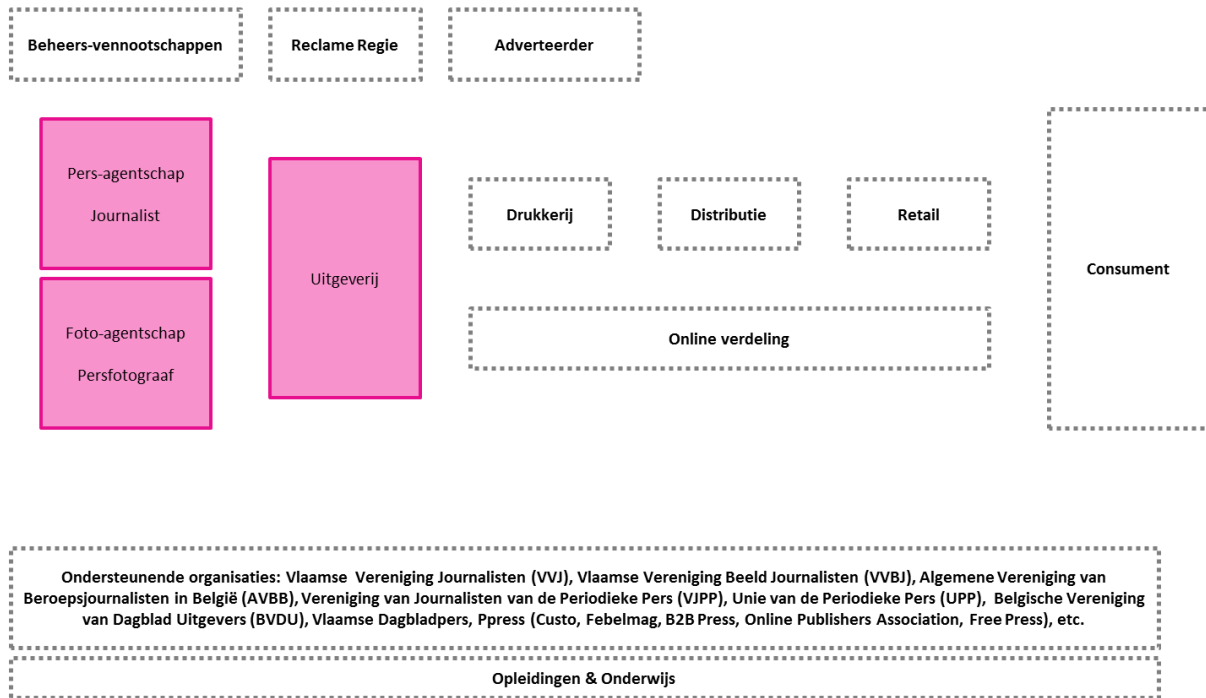 Beheers-vennootschappen
Reclame Regie
Adverteerder
Pers-agentschap
Journalist
Foto-agentschap
Persfotograaf
Uitgeverij
Drukkerij
Distributie
Retail
Online verdeling
Consument
Ondersteunende organisaties: Vlaamse Vereniging Journalisten (VVJ), Vlaamse Vereniging Beeld Journalisten (VVBJ), Algemene Vereniging van
Beroepsjournalisten in België (AVBB), Vereniging van Journalisten van de Periodieke Pers (VJPP), Unie van de Periodieke Pers (UPP), Belgische Vereniging
van Dagblad Uitgevers (BVDU), Vlaamse Dagbladpers, Ppress (Custo, Febelmag, B2B Press, Online Publishers Association, Free Press), etc.
Opleidingen & Onderwijs